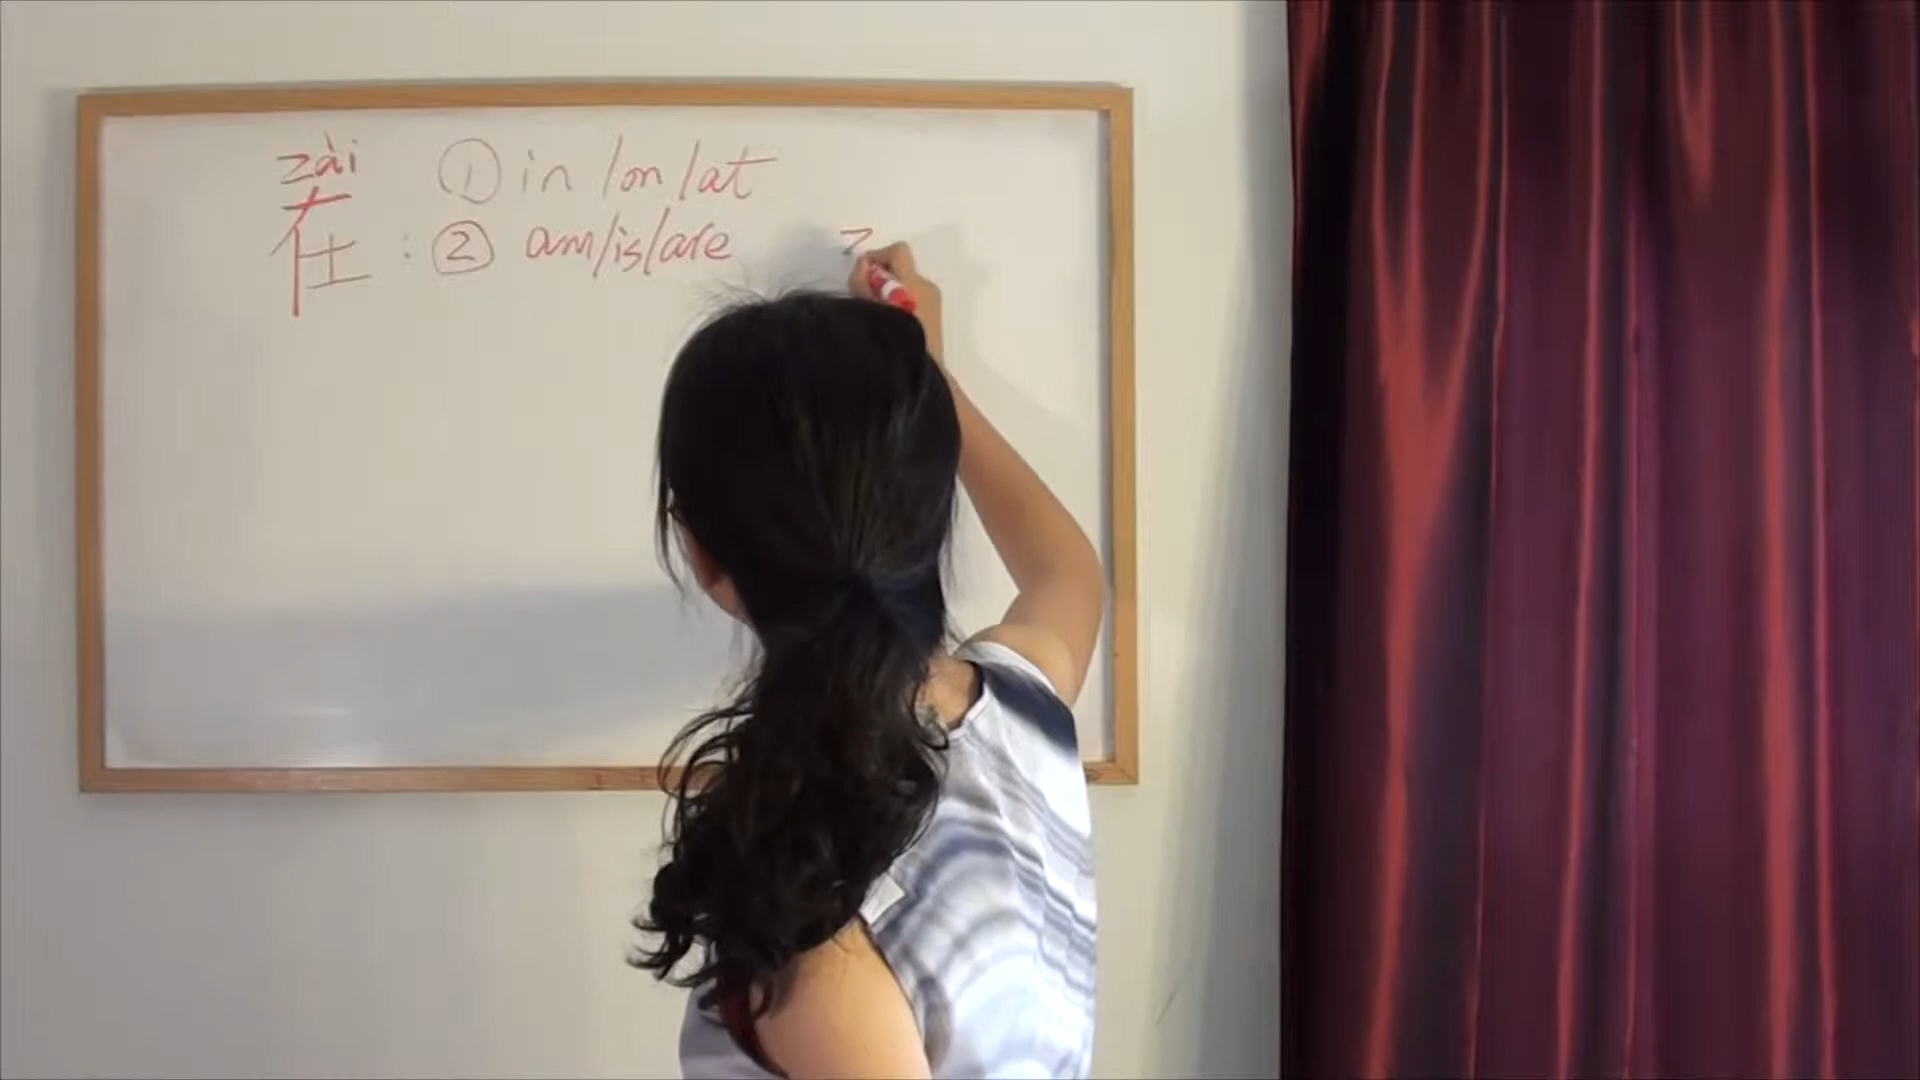 zài ① in/on/at
在 : ② am/is/are